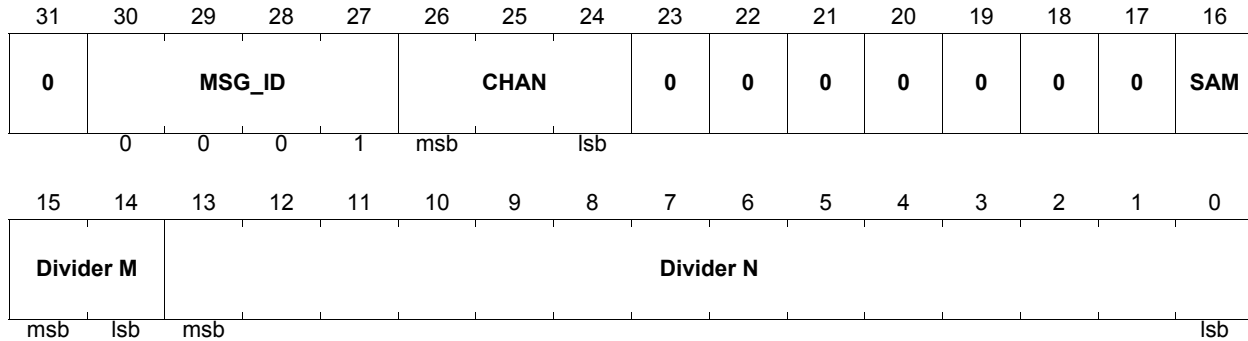 31 30 29 28 27 26 25 24 23 22 21 20 19 18 17 16
0 MSG_ID CHAN 0 0 0 0 0 0 0 SAM
0 0 0 1 msb lsb
15 14 13 12 11 10 9 8 7 6 5 4 3 2 1 0
Divider M Divider N
msb lsb msb lsb